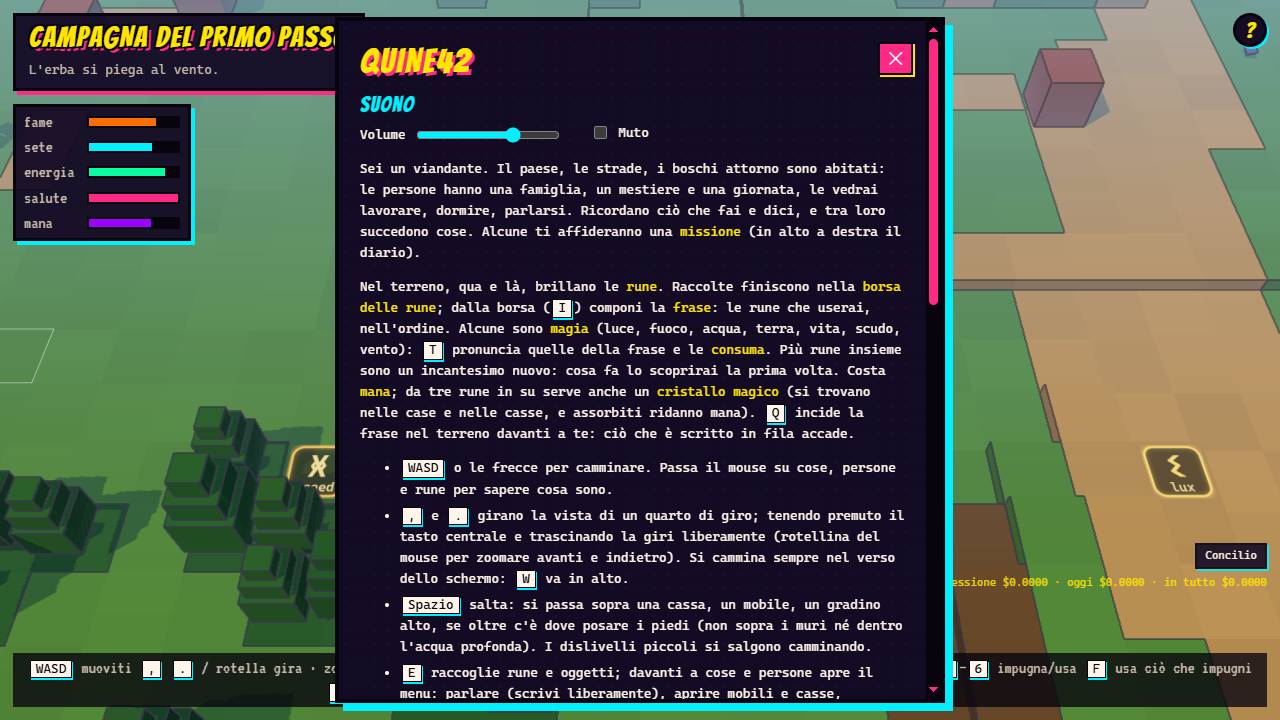 CAMPAGNA DEL PRIMO PASS
L'erba si piega al vento.
fame
sete
energia
salute
mana
QUINE42
SUONO
Volume
Muto
Sei un viandante. Il paese, le strade, i boschi attorno sono abitati:
le persone hanno una famiglia, un mestiere e una giornata, le vedrai
lavorare, dormire, parlarsi. Ricordano ciò che fai e dici, e tra loro
succedono cose. Alcune ti affideranno una missione (in alto a destra il
diario).
Nel terreno, qua e là, brillano le rune. Raccolte finiscono nella borsa
delle rune; dalla borsa ( I ) componi la frase: le rune che userai,
nell'ordine. Alcune sono magia (luce, fuoco, acqua, terra, vita, scudo,
vento): T pronuncia quelle della frase e le consuma. Più rune insieme
sono un incantesimo nuovo: cosa fa lo scoprirai la prima volta. Costa
mana; da tre rune in su serve anche un cristallo magico (si trovano
nelle case e nelle casse, e assorbiti ridanno mana). Q incide la
frase nel terreno davanti a te: ciò che è scritto in fila accade.
• WASD o le frecce per camminare. Passa il mouse su cose, persone
e rune per sapere cosa sono.
• , e . girano la vista di un quarto di giro; tenendo premuto il
tasto centrale e trascinando la giri liberamente (rotellina del
mouse per zoomare avanti e indietro). Si cammina sempre nel verso
dello schermo: W va in alto.
• Spazio salta: si passa sopra una cassa, un mobile, un gradino
alto, se oltre c'è dove posare i piedi (non sopra i muri né dentro
l'acqua profonda). I dislivelli piccoli si salgono camminando.
• E raccoglie rune e oggetti; davanti a cose e persone apre il
menu: parlare (scrivi liberamente), aprire mobili e casse,
?
lux
Concilio
essione $0.0000 · oggi $0.0000 · in tutto $0.0000
WASD muoviti , . / rotella gira · zo
- 6 impugna/usa F usa ciò che impugni